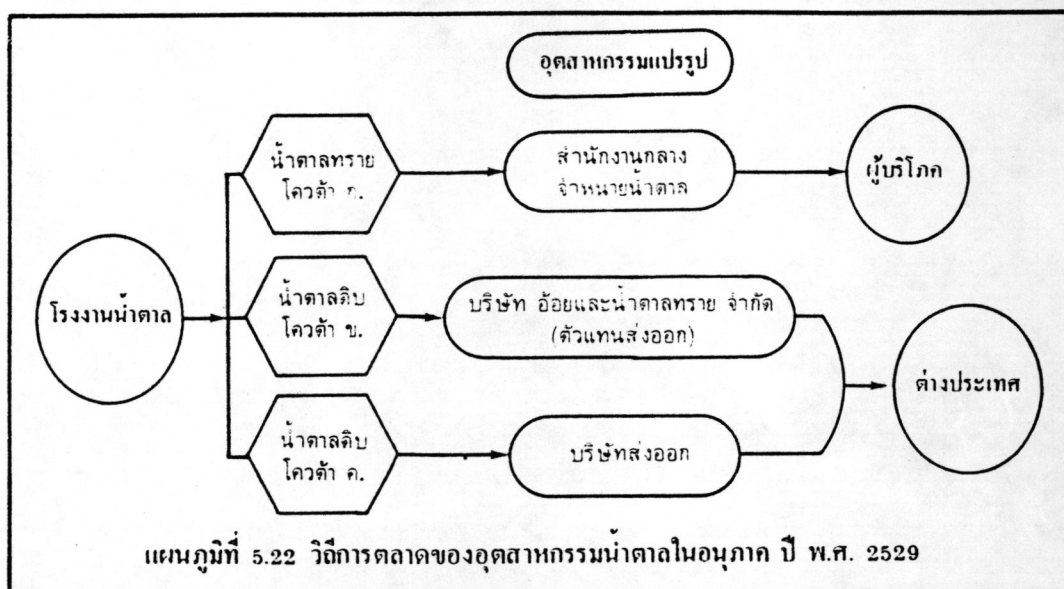 อุตสาหกรรมแปรรูป
น้ำตาลทราย
โควต้า ก.
สำนักงานกลาง
จำหน่ายน้ำตาล
ผู้บริโภค
โรงงานน้ำตาล
น้ำตาลดิบ
โควต้า ข.
บริษัท อ้อยและน้ำตาลทราย จำกัด
(ตัวแทนส่งออก)
ต่างประเทศ
น้ำตาลดิบ
โควต้า ค.
บริษัทส่งออก
แผนภูมิที่ 5.22 วิถีการตลาดของอุตสาหกรรมน้ำตาลในอนุภาค ปี พ.ศ. 2529